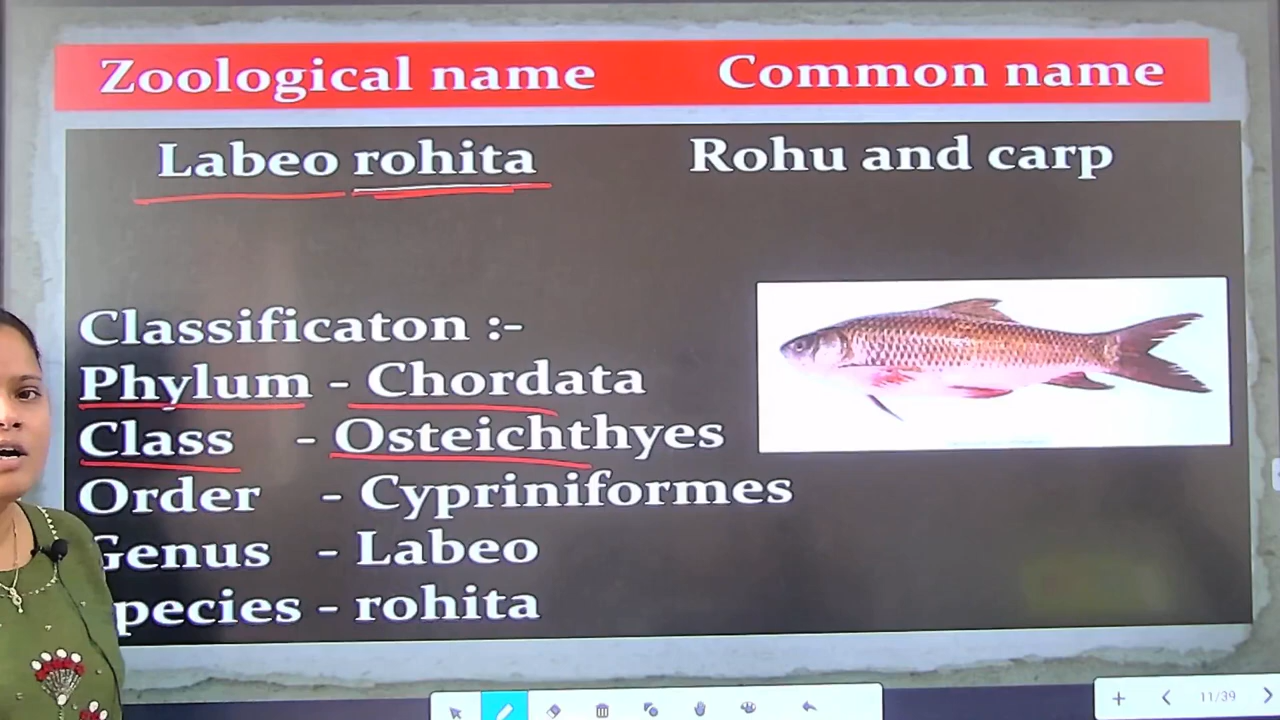 Zoological name Common name
Labeo rohita Rohu and carp
Classificaton :-
Phylum - Chordata
Class - Osteichthyes
Order - Cypriniformes
Genus - Labeo
pecies - rohita
11/39